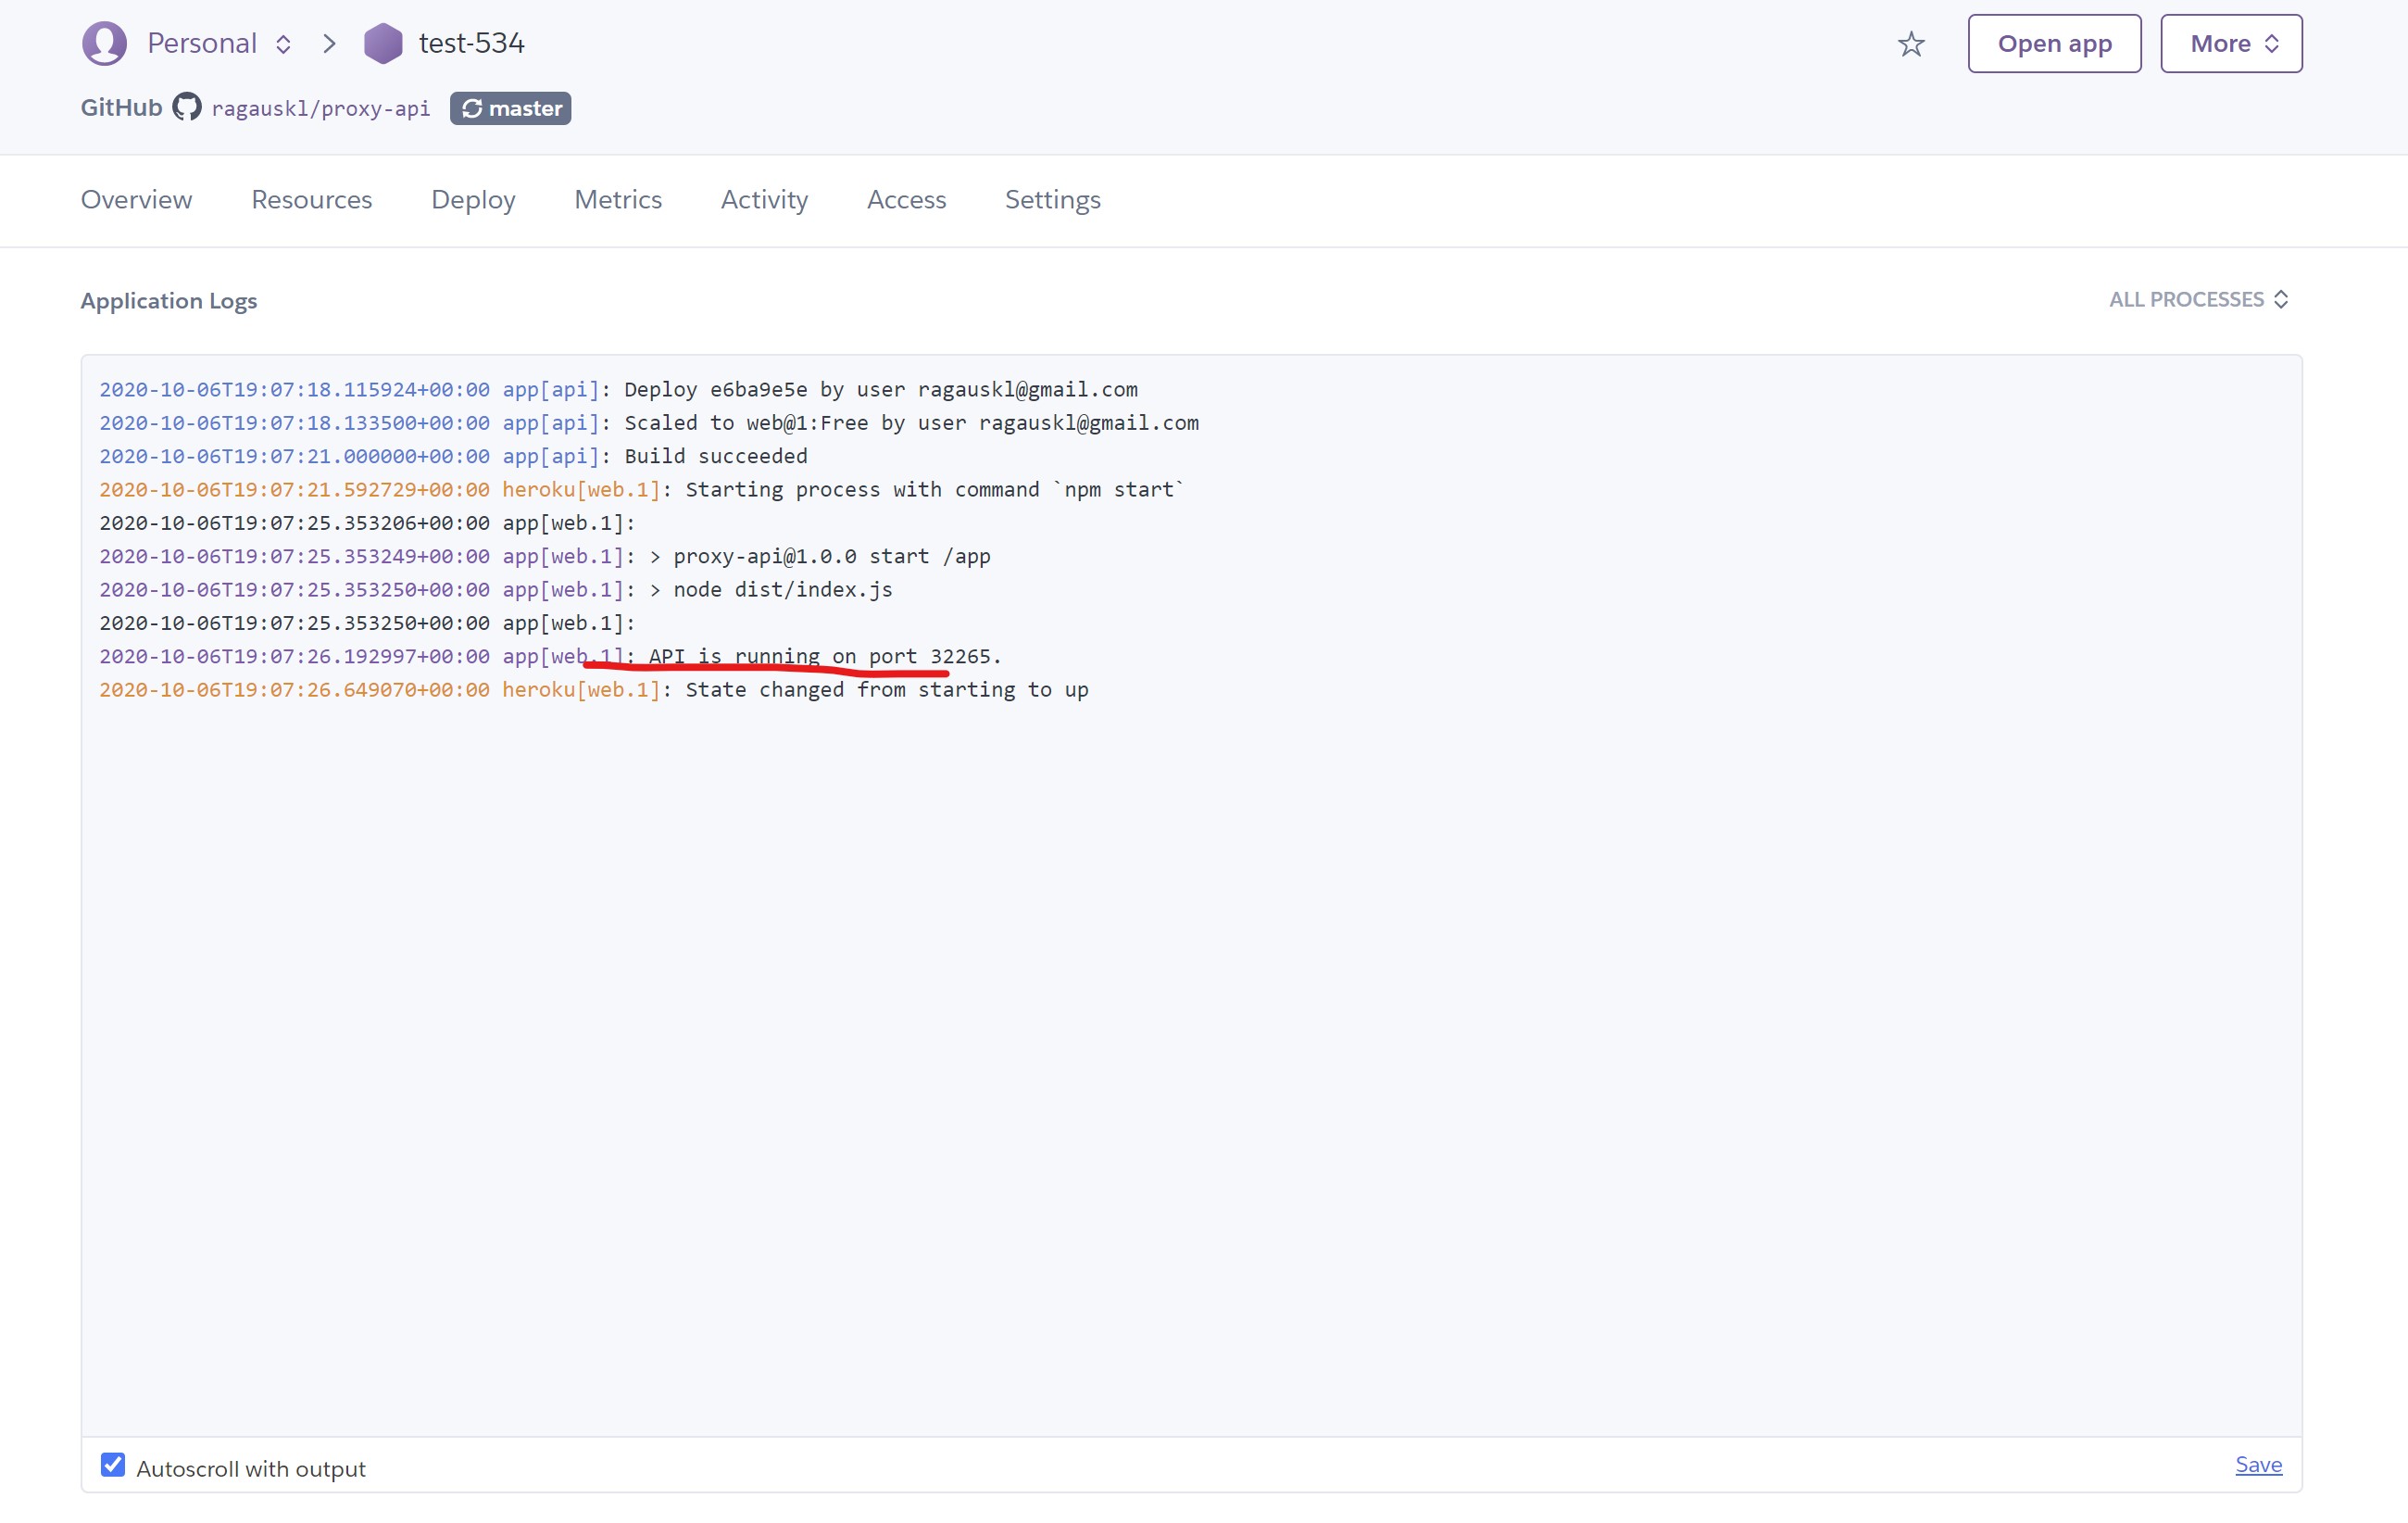 Personal > test-534 Open app More
GitHub ragauskl/proxy-api master
Overview Resources Deploy Metrics Activity Access Settings
Application Logs ALL PROCESSES
2020-10-06T19:07:18.115924+00:00 app[api]: Deploy e6ba9e5e by user ragauskl@gmail.com
2020-10-06T19:07:18.133500+00:00 app[api]: Scaled to web@1:Free by user ragauskl@gmail.com
2020-10-06T19:07:21.000000+00:00 app[api]: Build succeeded
2020-10-06T19:07:21.592729+00:00 heroku[web.1]: Starting process with command `npm start`
2020-10-06T19:07:25.353206+00:00 app[web.1]:
2020-10-06T19:07:25.353249+00:00 app[web.1]: > proxy-api@1.0.0 start /app
2020-10-06T19:07:25.353250+00:00 app[web.1]: > node dist/index.js
2020-10-06T19:07:25.353250+00:00 app[web.1]:
2020-10-06T19:07:26.192997+00:00 app[web.1]: API is running on port 32265.
2020-10-06T19:07:26.649070+00:00 heroku[web.1]: State changed from starting to up
Autoscroll with output Save